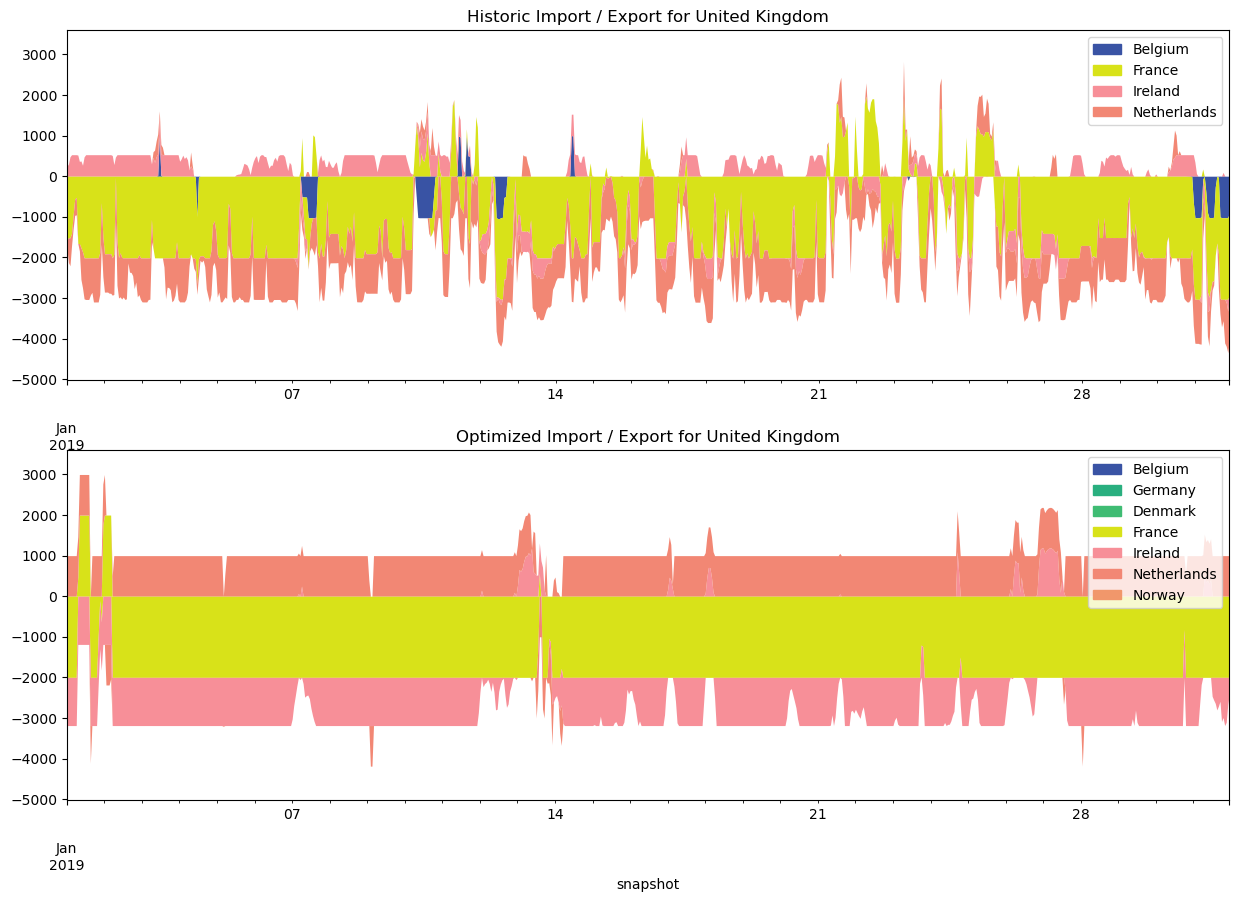 Historic Import / Export for United Kingdom
3000
2000
1000
0
−1000
−2000
−3000
−4000
−5000
Belgium
France
Ireland
Netherlands
07
14
21
28
Jan
2019
Optimized Import / Export for United Kingdom
3000
2000
1000
0
−1000
−2000
−3000
−4000
−5000
Belgium
Germany
Denmark
France
Ireland
Netherlands
Norway
07
14
21
28
Jan
2019
snapshot